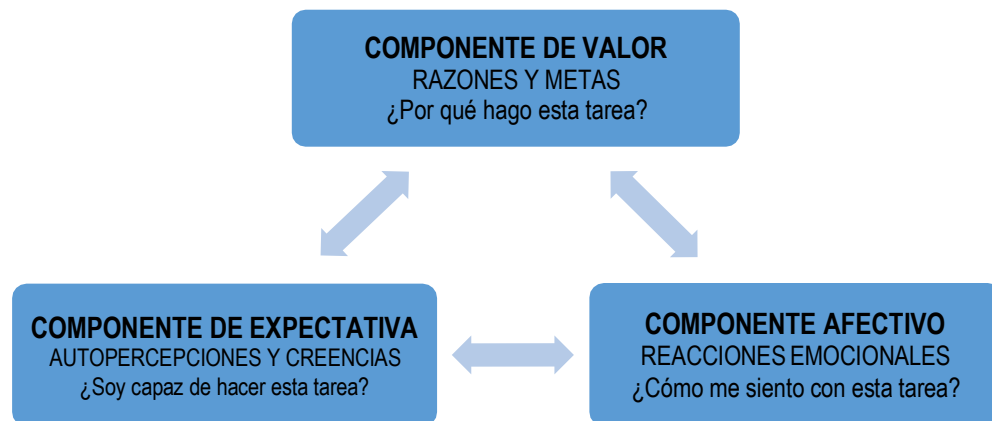 COMPONENTE DE VALOR
RAZONES Y METAS
¿Por qué hago esta tarea?
COMPONENTE DE EXPECTATIVA
AUTOPERCEPCIONES Y CREENCIAS
¿Soy capaz de hacer esta tarea?
COMPONENTE AFECTIVO
REACCIONES EMOCIONALES
¿Cómo me siento con esta tarea?